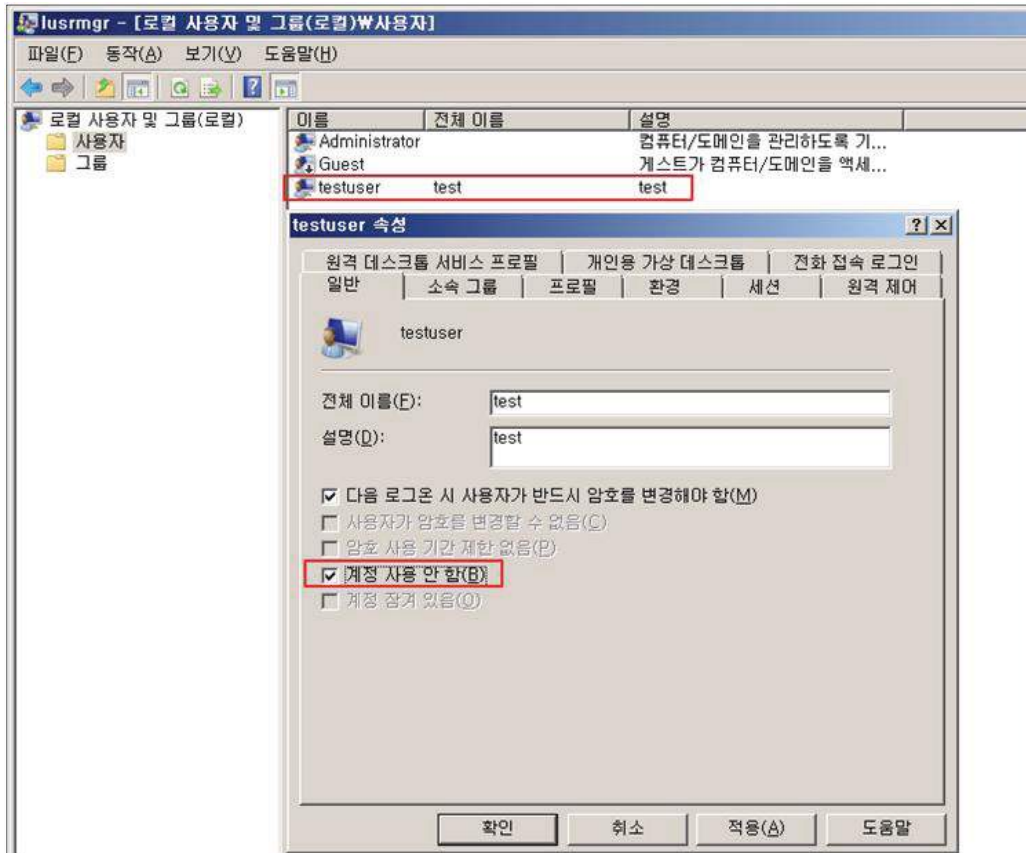 lusrmgr - [로컬 사용자 및 그룹(로컬)₩사용자]
파일(F) 동작(A) 보기(V) 도움말(H)
로컬 사용자 및 그룹(로컬)
사용자
그룹
이름 전체 이름 설명
Administrator 컴퓨터/도메인을 관리하도록 기...
Guest 게스트가 컴퓨터/도메인을 액세...
testuser test test
testuser 속성
원격 데스크톱 서비스 프로필 개인용 가상 데스크톱 전화 접속 로그인
일반 소속 그룹 프로필 환경 세션 원격 제어
testuser
전체 이름(F): test
설명(D): test
다음 로그온 시 사용자가 반드시 암호를 변경해야 함(M)
사용자가 암호를 변경할 수 없음(C)
암호 사용 기간 제한 없음(P)
계정 사용 안 함(B)
계정 잠겨 있음(O)
확인 취소 적용(A) 도움말